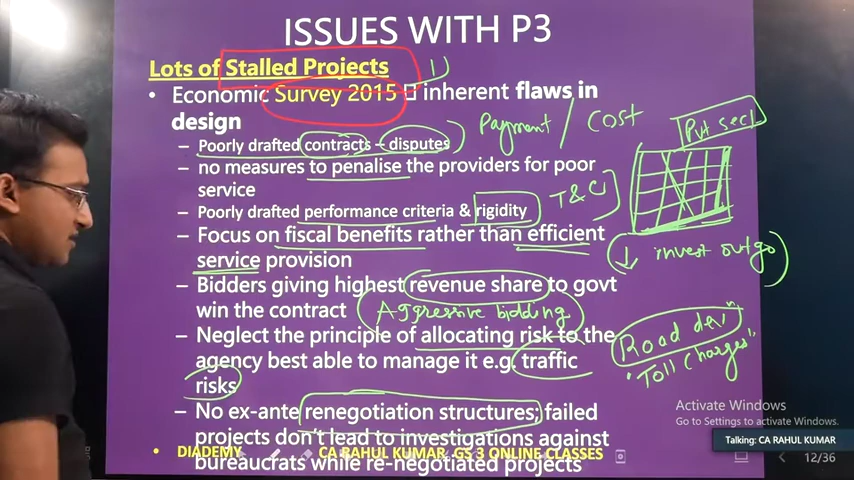 ISSUES WITH P3
Lots of Stalled Projects
1)
• Economic Survey 2015 inherent flaws in
design
– Poorly drafted contracts – disputes
Payment / Cost
Pvt sect
– no measures to penalise the providers for poor
service
– Poorly drafted performance criteria & rigidity
T & C
– Focus on fiscal benefits rather than efficient
service provision
↓ invest outgo
– Bidders giving highest revenue share to govt
win the contract
Aggressive bidding
– Neglect the principle of allocating risk to the
agency best able to manage it e.g. traffic
risks
Road devn
• Toll Charges
– No ex-ante renegotiation structures; failed
projects don't lead to investigations against
bureaucrats while re-negotiated projects
• DIADEMY
CA RAHUL KUMAR, GS 3 ONLINE CLASSES
Activate Windows
Go to Settings to activate Windows.
Talking: CA RAHUL KUMAR
12/36